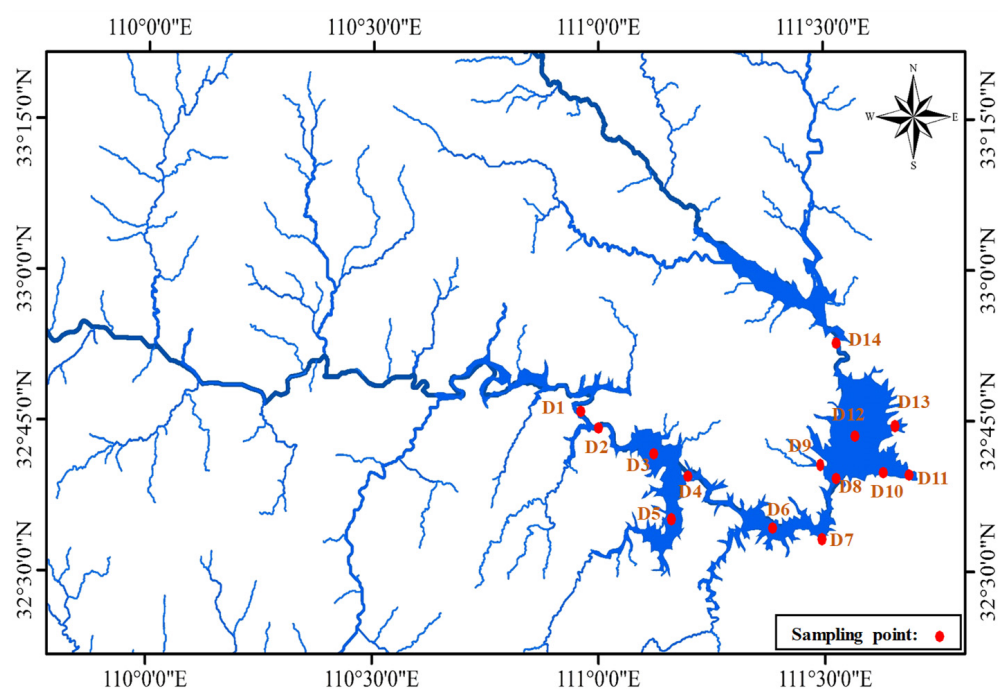 110°0'0"E 110°30'0"E 111°0'0"E 111°30'0"E
33°15'0"N
33°0'0"N
32°45'0"N
32°30'0"N
N
W E
S
33°15'0"N
33°0'0"N
32°45'0"N
32°30'0"N
D14
D13
D12
D1
D2
D9
D3
D11
D4
D8
D10
D5
D6
D7
Sampling point:
110°0'0"E 110°30'0"E 111°0'0"E 111°30'0"E